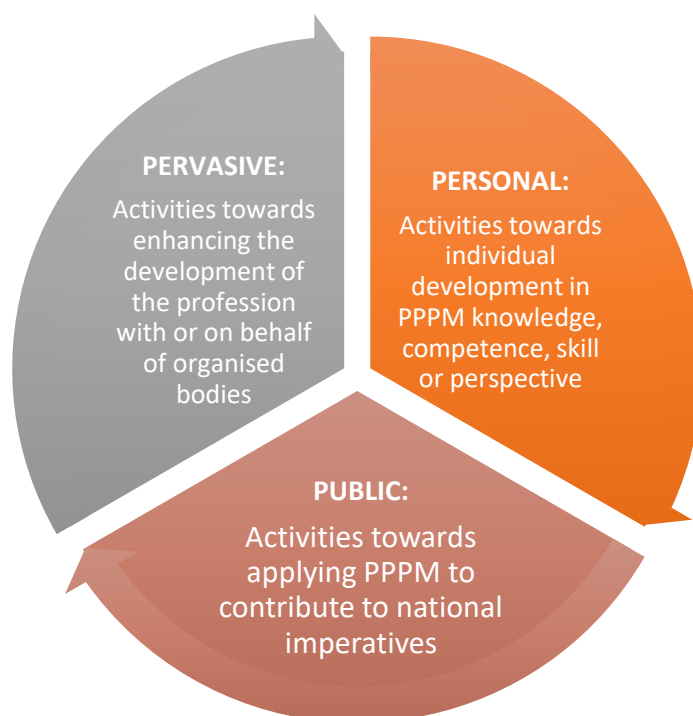 PERVASIVE:
Activities towards
enhancing the
development of
the profession
with or on behalf
of organised
bodies
PERSONAL:
Activities towards
individual
development in
PPPM knowledge,
competence, skill
or perspective
PUBLIC:
Activities towards
applying PPPM to
contribute to national
imperatives